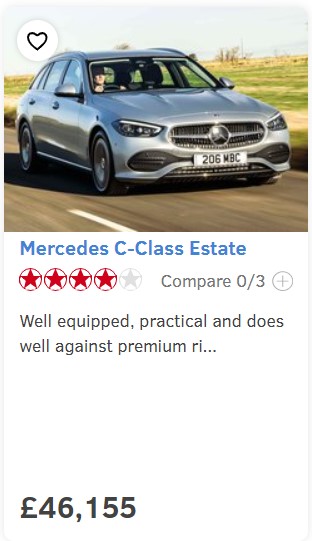 206 MBC
Mercedes C-Class Estate
Compare 0/3
Well equipped, practical and does
well against premium ri...
£46,155